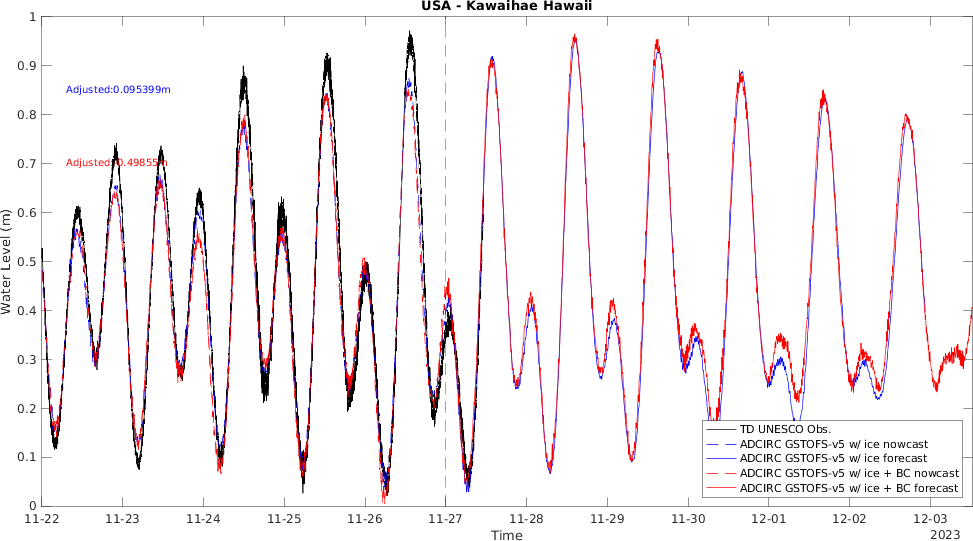 USA - Kawaihae Hawaii
1
0.9
0.8
0.7
0.6
0.5
0.4
0.3
0.2
0.1
0
Water Level (m)
Adjusted:0.095399m
Adjusted:-0.49855m
TD UNESCO Obs.
ADCIRC GSTOFS-v5 w/ ice nowcast
ADCIRC GSTOFS-v5 w/ ice forecast
ADCIRC GSTOFS-v5 w/ ice + BC nowcast
ADCIRC GSTOFS-v5 w/ ice + BC forecast
11-22 11-23 11-24 11-25 11-26 11-27 11-28 11-29 11-30 12-01 12-02 12-03
Time
2023